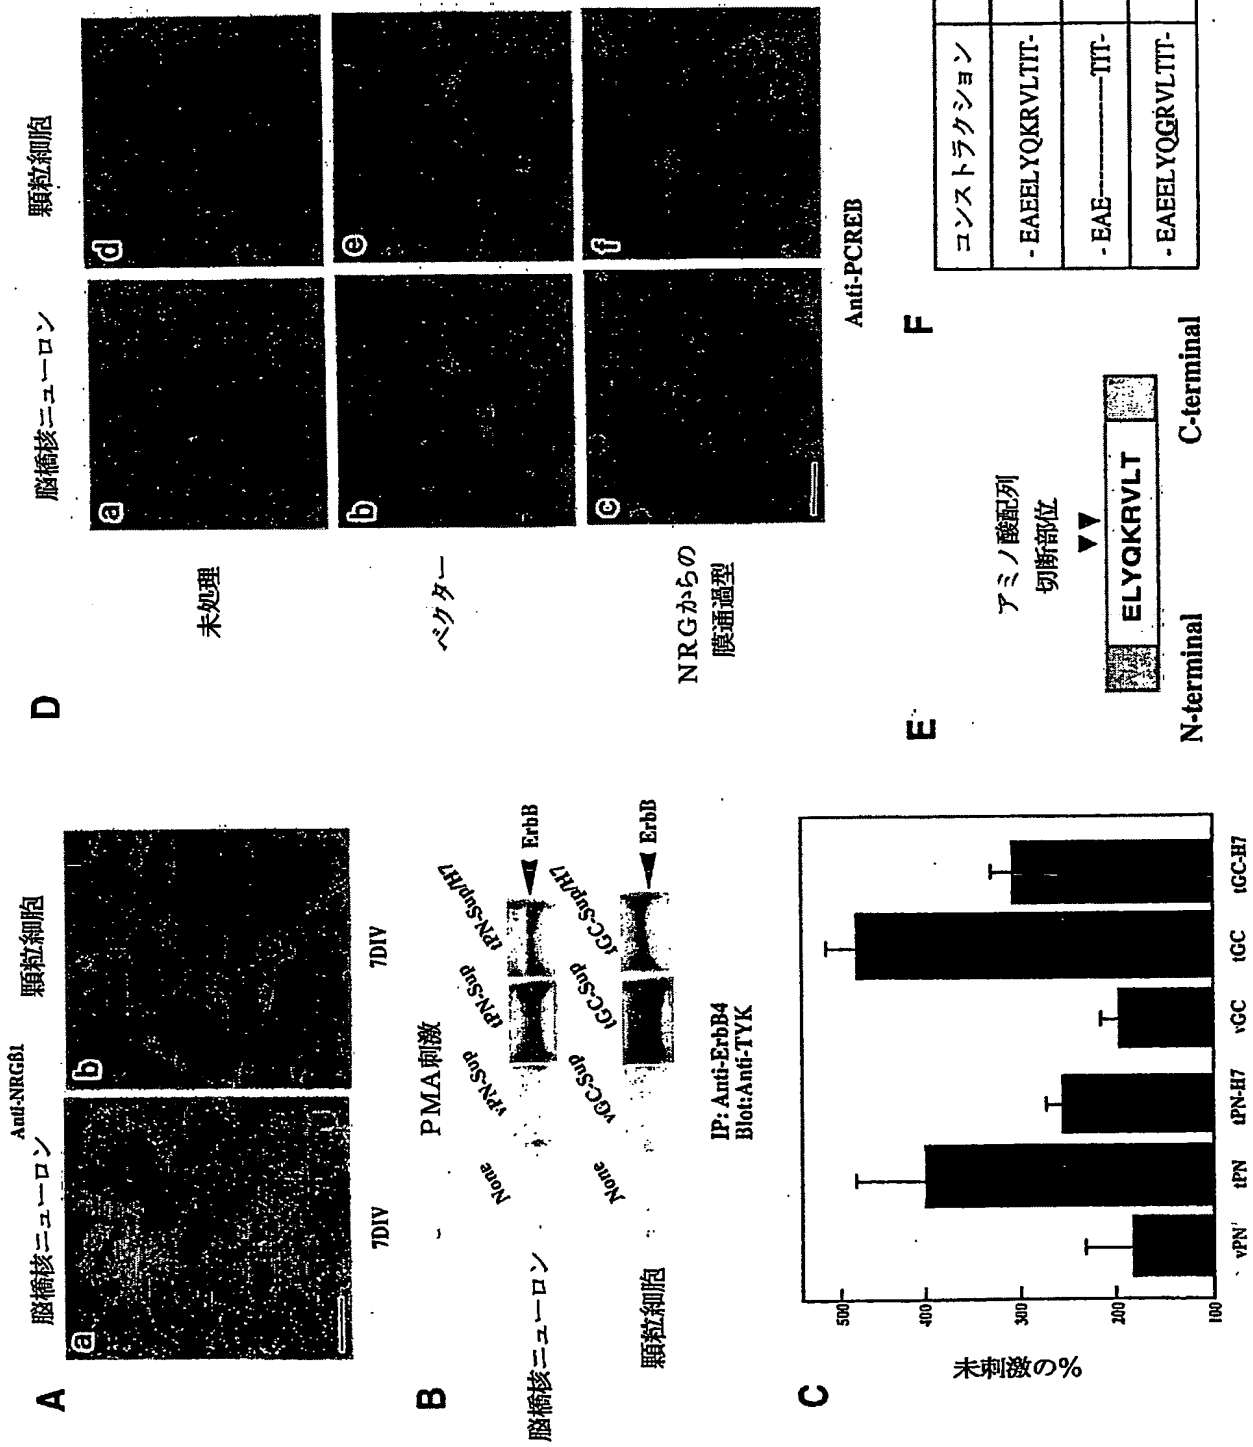 A
Anti-NRGβ1
脳橋核ニューロン
顆粒細胞
a
b
7DIV
7DIV
B
PMA刺激
None
vPN-Sup
tPN-Sup
tPN-Sup/H7
脳橋核ニューロン
ErbB
None
vGC-Sup
tGC-Sup
tGC-Sup/H7
顆粒細胞
ErbB
IP: Anti-ErbB4
Blot:Anti-TYK
C
未刺激の%
500
400
300
200
100
vPN
tPN
tPN-H7
vGC
tGC
tGC-H7
D
脳橋核ニューロン
顆粒細胞
未処理
a
d
ベクター
b
e
NRGからの
膜通過型
c
f
Anti-PCREB
E
アミノ酸配列
切断部位
ELYQKRVLT
N-terminal
C-terminal
F
コンストラクション
- EAEELYQKRVLTIT-
- EAE------------TIT-
- EAEELYQGRVLTIT-